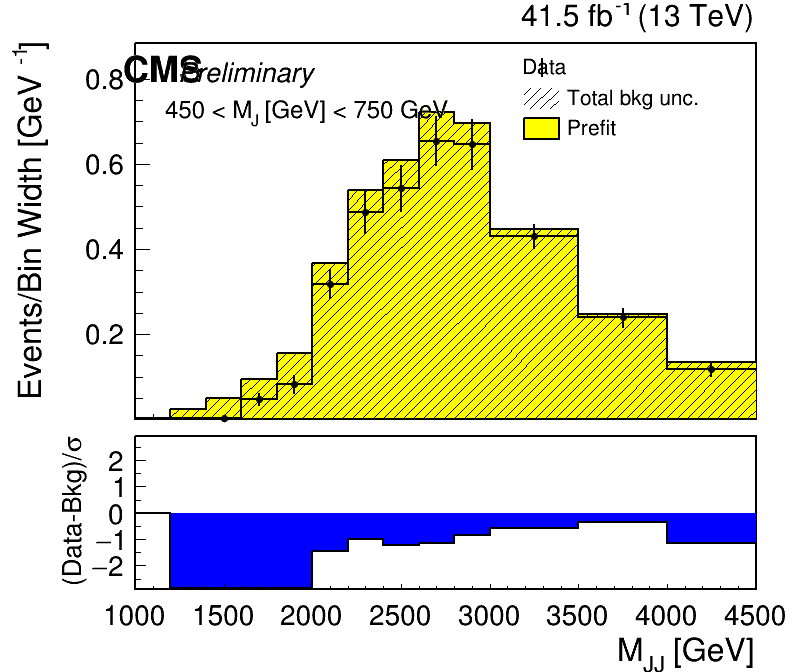 41.5 fb⁻¹ (13 TeV)
CMS Preliminary
450 < M_J [GeV] < 750 GeV
Data
Total bkg unc.
Prefit
Events/Bin Width [GeV⁻¹]
0.8
0.6
0.4
0.2
(Data-Bkg)/σ
2
1
0
−1
−2
1000 1500 2000 2500 3000 3500 4000 4500
M_JJ [GeV]